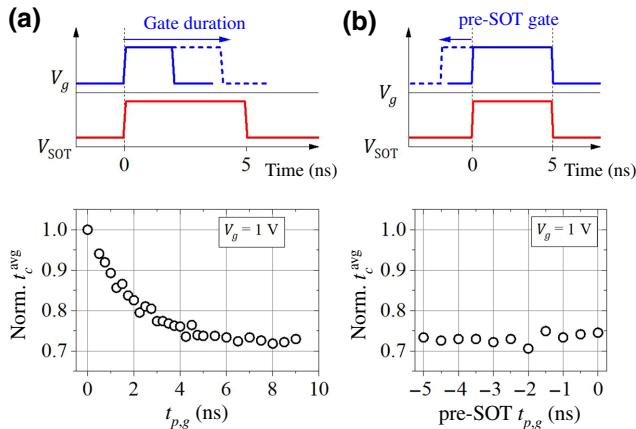 (a)
Gate duration
V_g
V_SOT
0
5
Time (ns)
(b)
pre-SOT gate
V_g
V_SOT
0
5
Time (ns)
Norm. t_c^avg
1.0
0.9
0.8
0.7
V_g = 1 V
0
2
4
6
8
10
t_p,g (ns)
Norm. t_c^avg
1.0
0.9
0.8
0.7
V_g = 1 V
−5
−4
−3
−2
−1
0
pre-SOT t_p,g (ns)